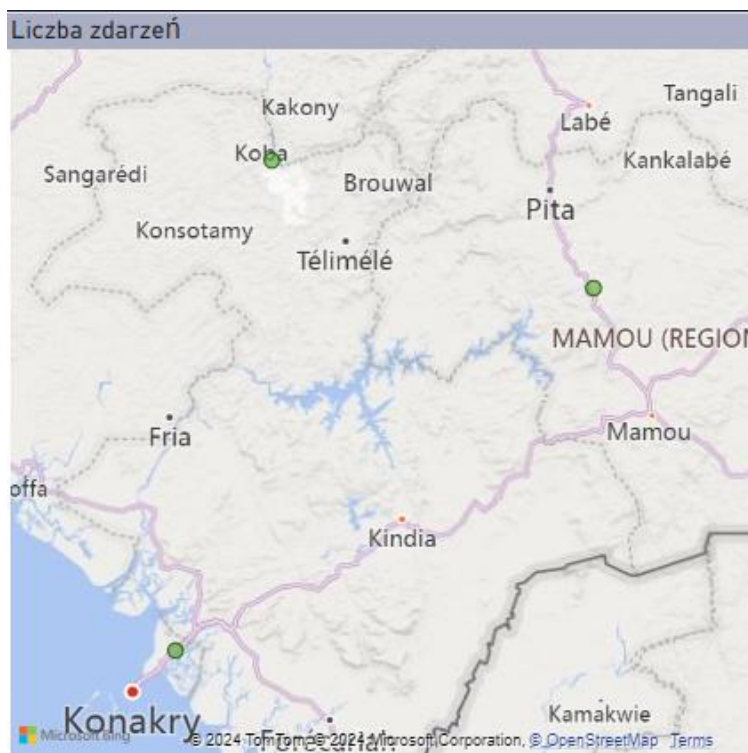 Liczba zdarzeń
Kakony
Tangali
Labé
Koba
Kankalabé
Sangarédi
Brouwal
Pita
Konsotamy
Télimélé
MAMOU (REGION
Fria
Mamou
offa
Kindia
Konakry
Kamakwie
Microsoft Bing
© 2024 TomTom, © 2024 Microsoft Corporation, © OpenStreetMap Terms